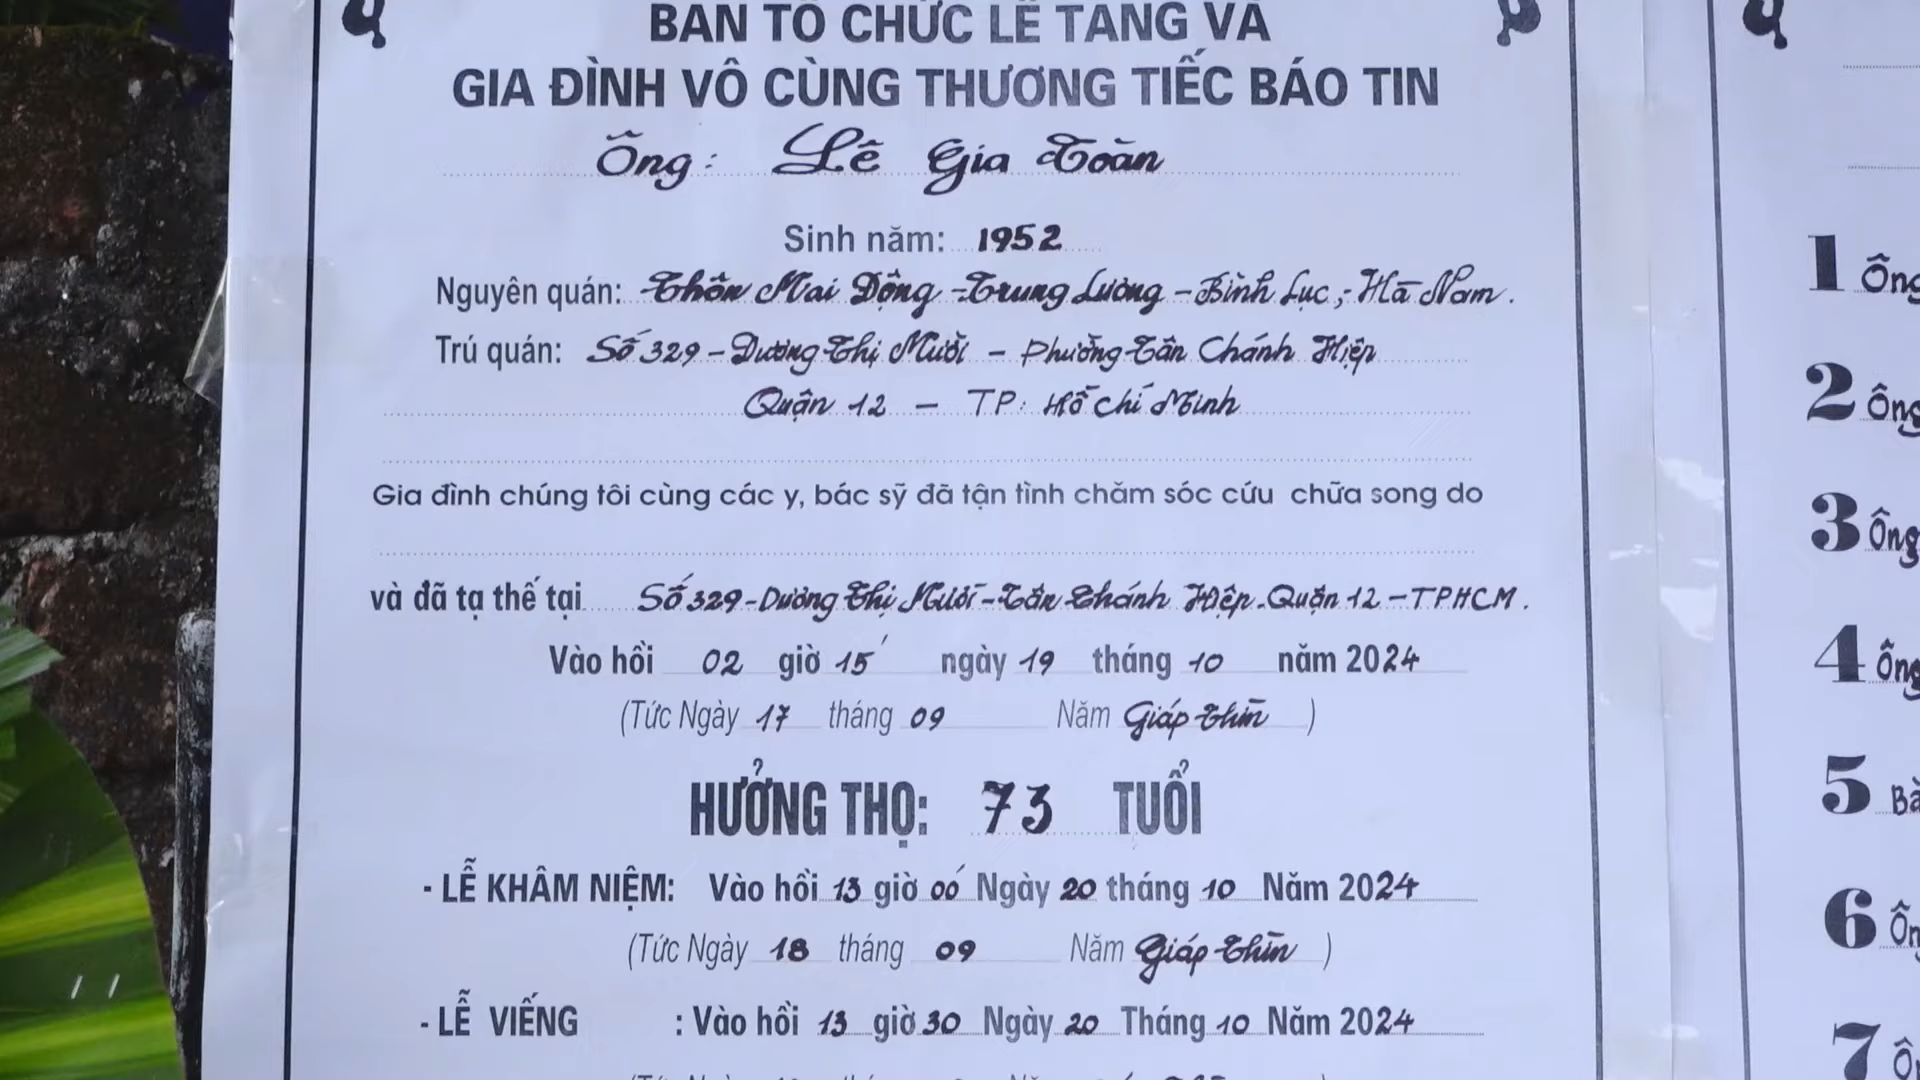 BAN TỔ CHỨC LỄ TANG VÀ
GIA ĐÌNH VÔ CÙNG THƯƠNG TIẾC BÁO TIN
Ông: Lê Gia Toàn
Sinh năm: 1952
Nguyên quán: Thôn Mai Động - Trung Lương - Bình Lục, - Hà Nam.
Trú quán: Số 329 - Dương Thị Mười - Phường Tân Chánh Hiệp
Quận 12 - TP: Hồ Chí Minh
Gia đình chúng tôi cùng các y, bác sỹ đã tận tình chăm sóc cứu chữa song do
và đã tạ thế tại Số 329 - Dương Thị Mười - Tân Chánh Hiệp - Quận 12 - TPHCM.
Vào hồi 02 giờ 15' ngày 19 tháng 10 năm 2024
(Tức Ngày 17 tháng 09 Năm Giáp Thìn )
HƯỞNG THỌ: 73 TUỔI
- LỄ KHÂM NIỆM: Vào hồi 13 giờ 00' Ngày 20 tháng 10 Năm 2024
(Tức Ngày 18 tháng 09 Năm Giáp Thìn )
- LỄ VIẾNG : Vào hồi 13 giờ 30 Ngày 20 Tháng 10 Năm 2024
1 Ông
2 Ông
3 Ông
4 Ông
5
6
7